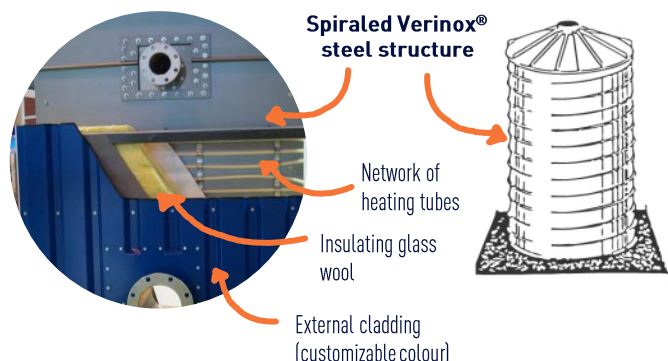 Spiraled Verinox®
steel structure
Network of
heating tubes
Insulating glass
wool
External cladding
(customizable colour)